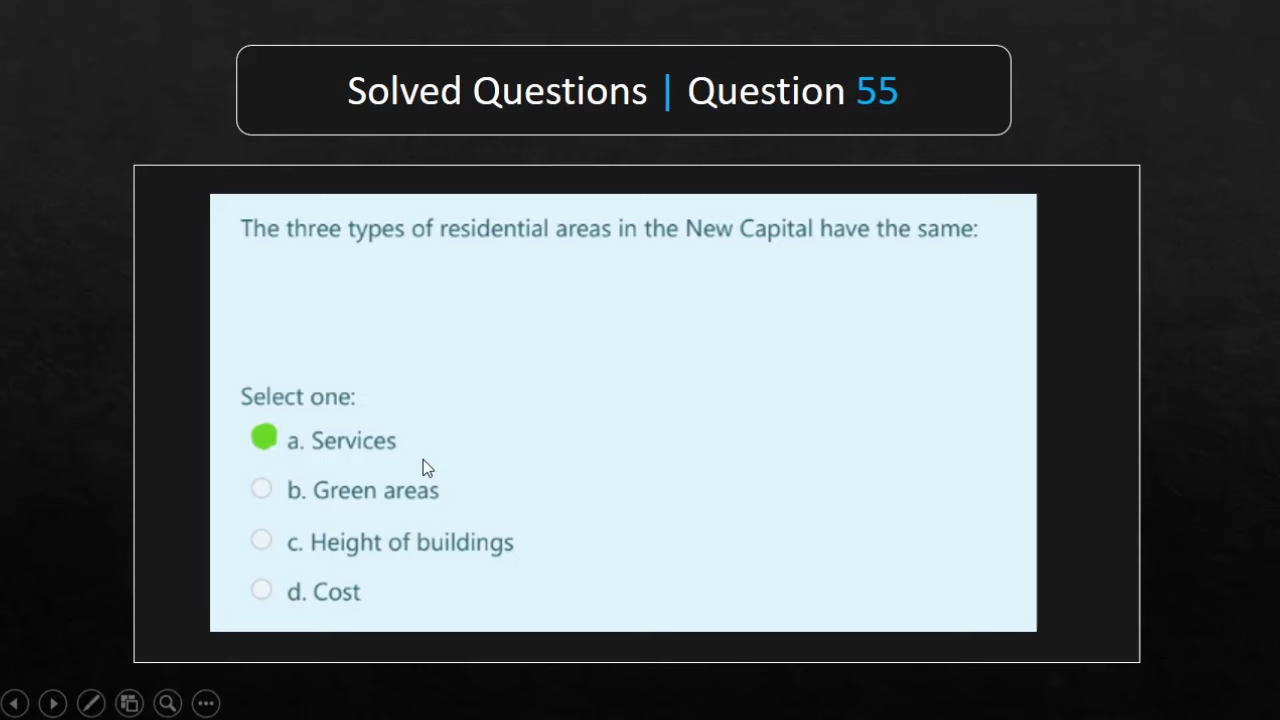 Solved Questions | Question 55
The three types of residential areas in the New Capital have the same:
Select one:
a. Services
b. Green areas
c. Height of buildings
d. Cost